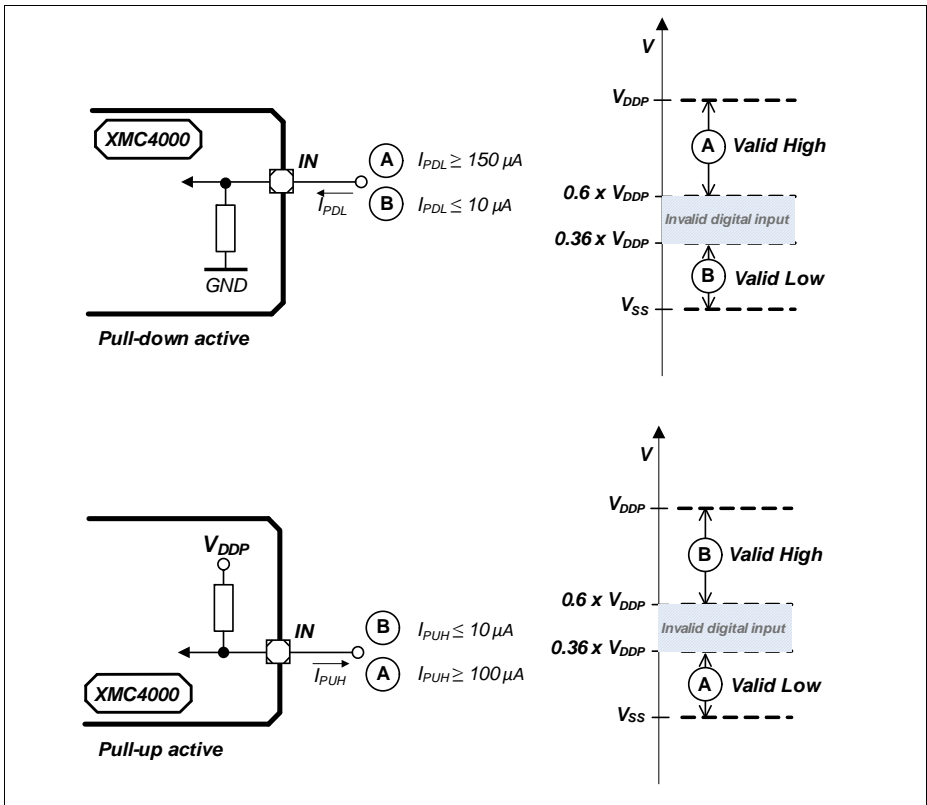 XMC4000
IN
A I_PDL ≥ 150 μA
I_PDL
B I_PDL ≤ 10 μA
GND
Pull-down active
V
V_DDP
A Valid High
0.6 x V_DDP
Invalid digital input
0.36 x V_DDP
B Valid Low
V_SS
V_DDP
IN
B I_PUH ≤ 10 μA
I_PUH
A I_PUH ≥ 100 μA
XMC4000
Pull-up active
V
V_DDP
B Valid High
0.6 x V_DDP
Invalid digital input
0.36 x V_DDP
A Valid Low
V_SS